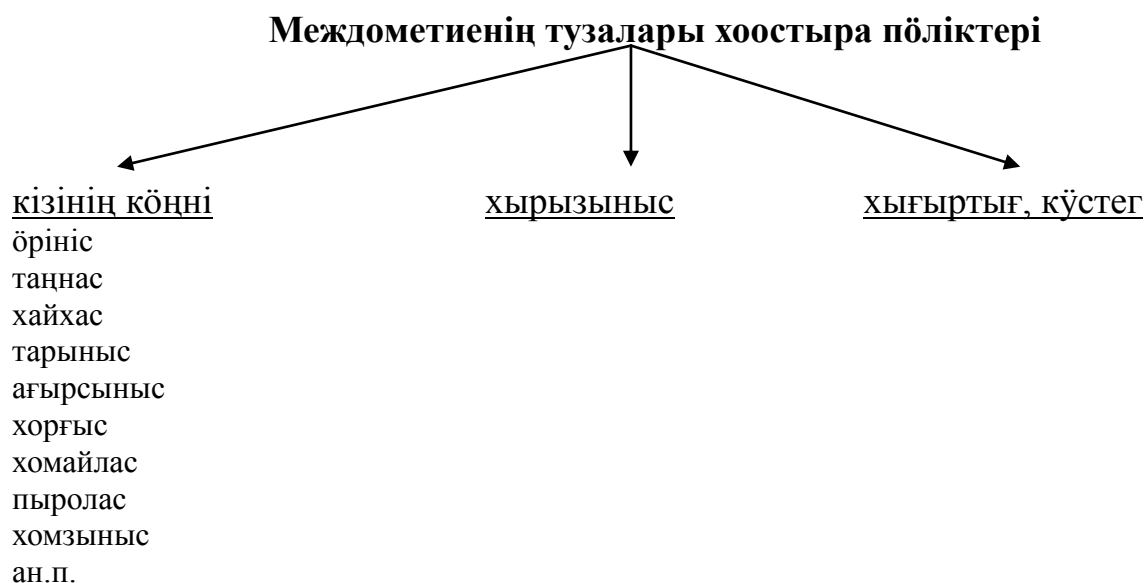 Междометиенің тузалары хоостыра пӧліктері
кізінің кӧңні хырызыныс хығыртығ, кӱстег
ӧрініс
таңнас
хайхас
тарыныс
ағырсыныс
хорғыс
хомайлас
пыролас
хомзыныс
ан.п.